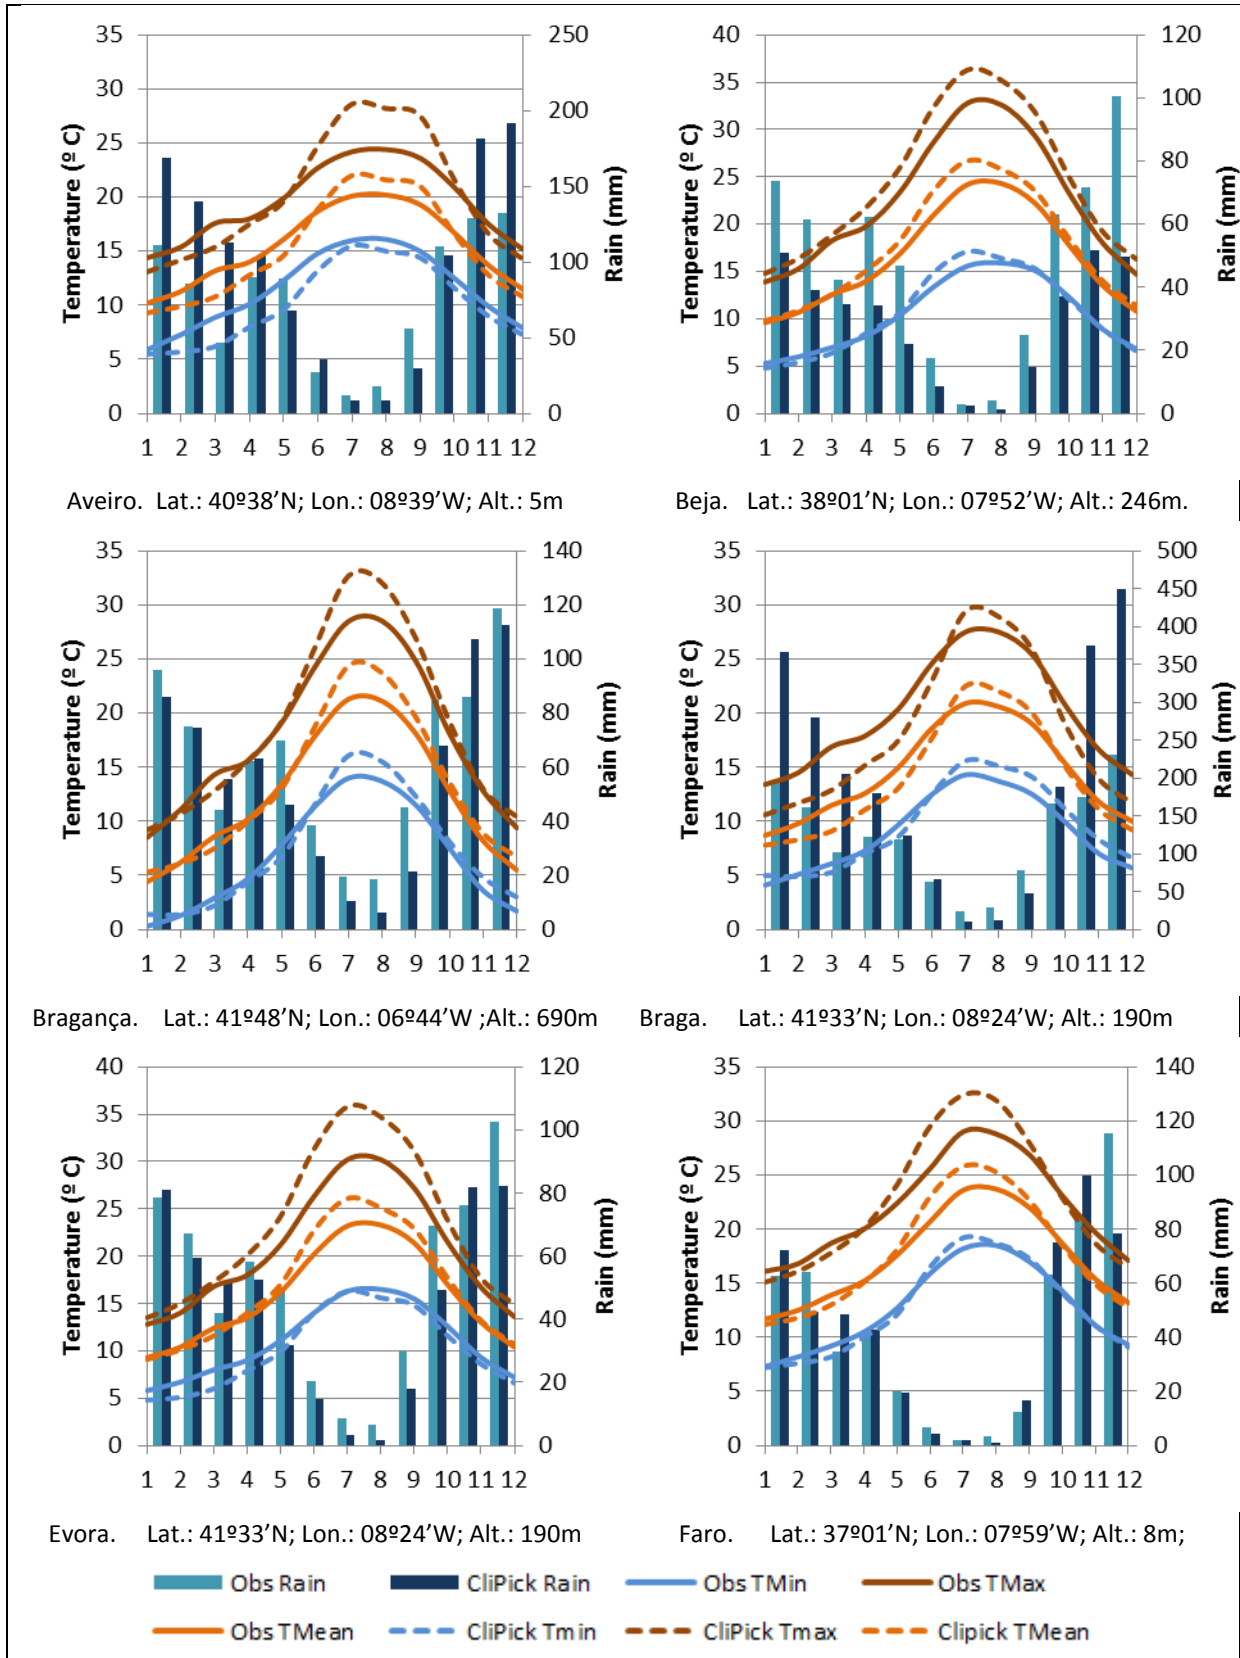 35 250 40 120
30 200 35 100
25 150 30 80
20 100 25 60
15 50 20 40
10 0 15 20
5 10 0
0 5
0
Temperature (º C)
Rain (mm)
Temperature (º C)
Rain (mm)
1 2 3 4 5 6 7 8 9 10 11 12
1 2 3 4 5 6 7 8 9 10 11 12
Aveiro. Lat.: 40º38’N; Lon.: 08º39’W; Alt.: 5m
Beja. Lat.: 38º01’N; Lon.: 07º52’W; Alt.: 246m.
35 140 35 500
30 120 30 450
25 100 25 400
20 80 20 350
15 60 15 300
10 40 10 250
5 20 5 200
0 0 0 150
100
50
0
Temperature (º C)
Rain (mm)
Temperature (º C)
Rain (mm)
1 2 3 4 5 6 7 8 9 10 11 12
1 2 3 4 5 6 7 8 9 10 11 12
Bragança. Lat.: 41º48’N; Lon.: 06º44’W ;Alt.: 690m
Braga. Lat.: 41º33’N; Lon.: 08º24’W; Alt.: 190m
40 120 35 140
35 100 30 120
30 80 25 100
25 60 20 80
20 40 15 60
15 20 10 40
10 0 5 20
5 0 0
0
Temperature (º C)
Rain (mm)
Temperature (º C)
Rain (mm)
1 2 3 4 5 6 7 8 9 10 11 12
1 2 3 4 5 6 7 8 9 10 11 12
Evora. Lat.: 41º33’N; Lon.: 08º24’W; Alt.: 190m
Faro. Lat.: 37º01’N; Lon.: 07º59’W; Alt.: 8m;
Obs Rain CliPick Rain Obs TMin Obs TMax
Obs TMean CliPick Tmin CliPick Tmax Clipick TMean